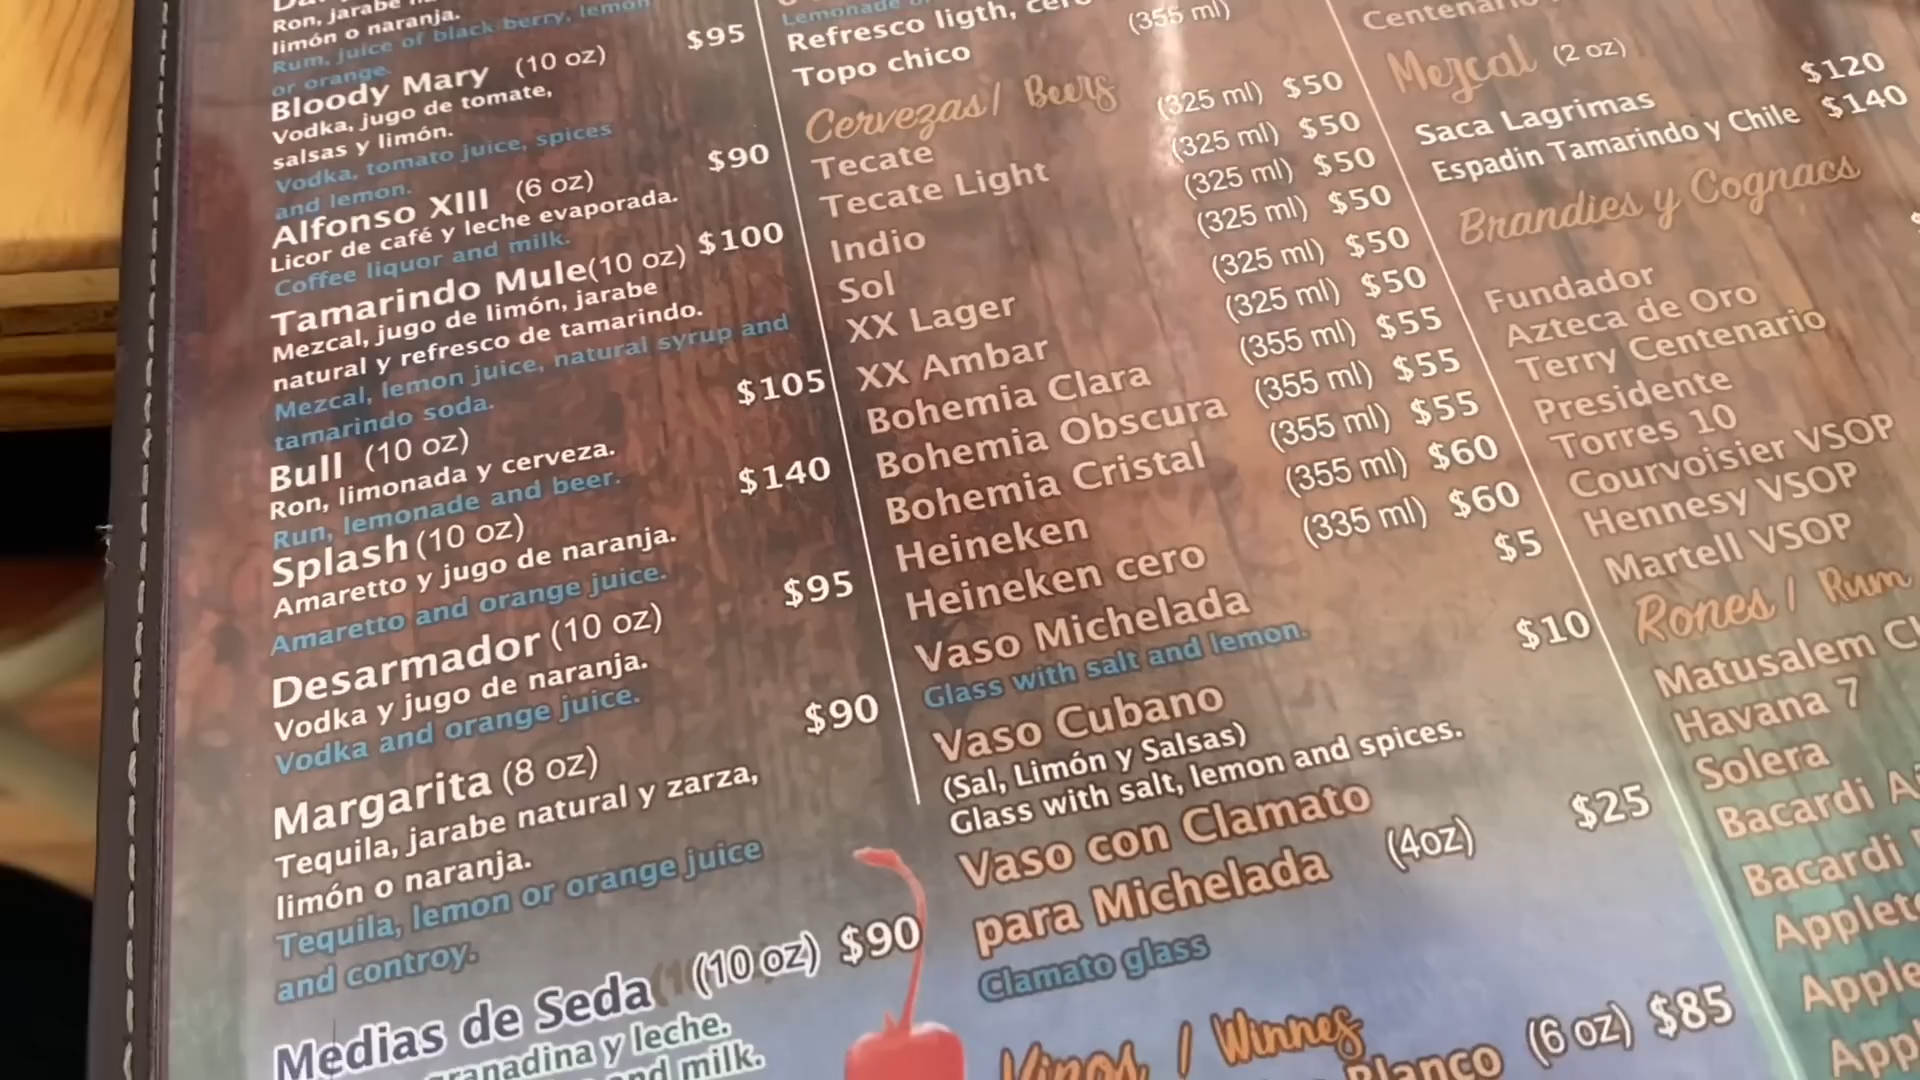 Ron, jarabe
limón o naranja.
Rum, juice of black berry, lemon
or orange.
Bloody Mary (10 oz) $95
Vodka, jugo de tomate,
salsas y limón.
Vodka, tomato juice, spices
and lemon.
Alfonso XIII (6 oz) $90
Licor de café y leche evaporada.
Coffee liquor and milk.
Tamarindo Mule(10 oz) $100
Mezcal, jugo de limón, jarabe
natural y refresco de tamarindo.
Mezcal, lemon juice, natural syrup and
tamarindo soda.
Bull (10 oz) $105
Ron, limonada y cerveza.
Run, lemonade and beer.
Splash (10 oz) $140
Amaretto y jugo de naranja.
Amaretto and orange juice.
Desarmador (10 oz) $95
Vodka y jugo de naranja.
Vodka and orange juice.
Margarita (8 oz) $90
Tequila, jarabe natural y zarza,
limón o naranja.
Tequila, lemon or orange juice
and controy.
Medias de Seda (10 oz) $90
granadina y leche.
and milk.
Lemonade
Refresco ligth, cero (355 ml)
Topo chico
Cervezas / Beers
Tecate (325 ml) $50
Tecate Light (325 ml) $50
Indio (325 ml) $50
Sol (325 ml) $50
XX Lager (325 ml) $50
XX Ambar (325 ml) $50
Bohemia Clara (355 ml) $55
Bohemia Obscura (355 ml) $55
Bohemia Cristal (355 ml) $55
Heineken (355 ml) $60
Heineken cero (335 ml) $60
Vaso Michelada $5
Glass with salt and lemon.
Vaso Cubano $10
(Sal, Limón y Salsas)
Glass with salt, lemon and spices.
Vaso con Clamato
para Michelada (4oz) $25
Clamato glass
Vinos / Winnes
Blanco (6 oz) $85
Centenario
Mezcal (2 oz)
Saca Lagrimas $120
Espadin Tamarindo y Chile $140
Brandies y Cognacs
Fundador
Azteca de Oro
Terry Centenario
Presidente
Torres 10
Courvoisier VSOP
Hennesy VSOP
Martell VSOP
Rones / Rum
Matusalem
Havana 7
Solera
Bacardi
Bacardi